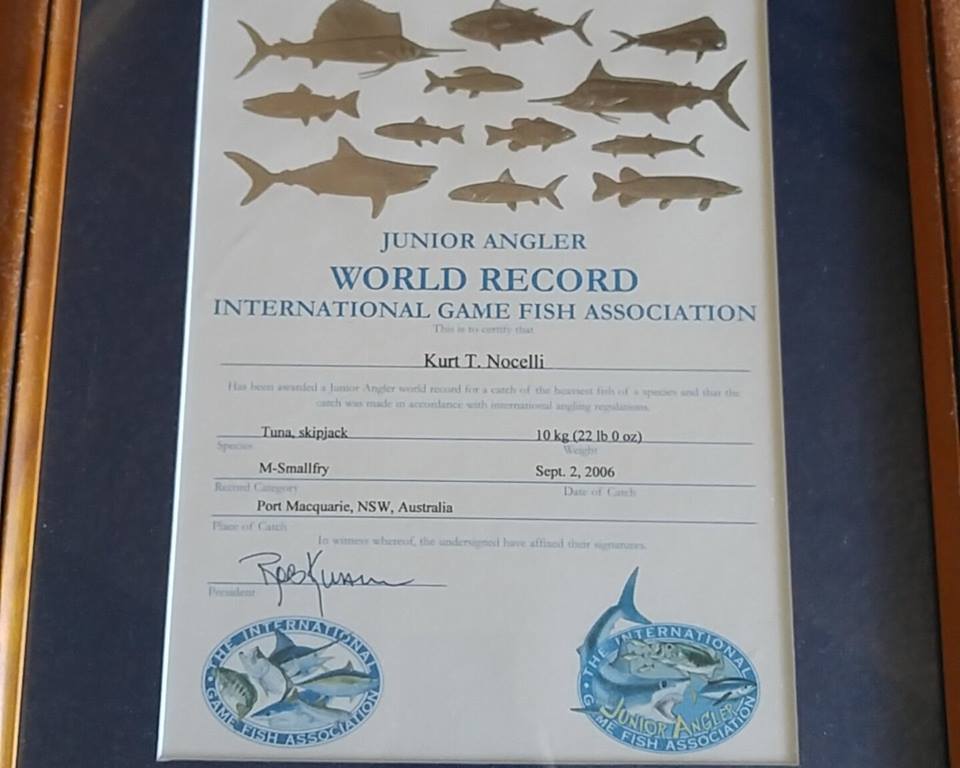 JUNIOR ANGLER
WORLD RECORD
INTERNATIONAL GAME FISH ASSOCIATION
This is to certify that
Kurt T. Nocelli
Has been awarded a Junior Angler world record for a catch of the heaviest fish of a species and that the
catch was made in accordance with international angling regulations.
Tuna, skipjack 10 kg (22 lb 0 oz)
Species Weight
M-Smallfry Sept. 2, 2006
Record Category Date of Catch
Port Macquarie, NSW, Australia
Place of Catch
In witness whereof, the undersigned have affixed their signatures.
President
THE INTERNATIONAL
GAME FISH ASSOCIATION
THE INTERNATIONAL
JUNIOR ANGLER
GAME FISH ASSOCIATION